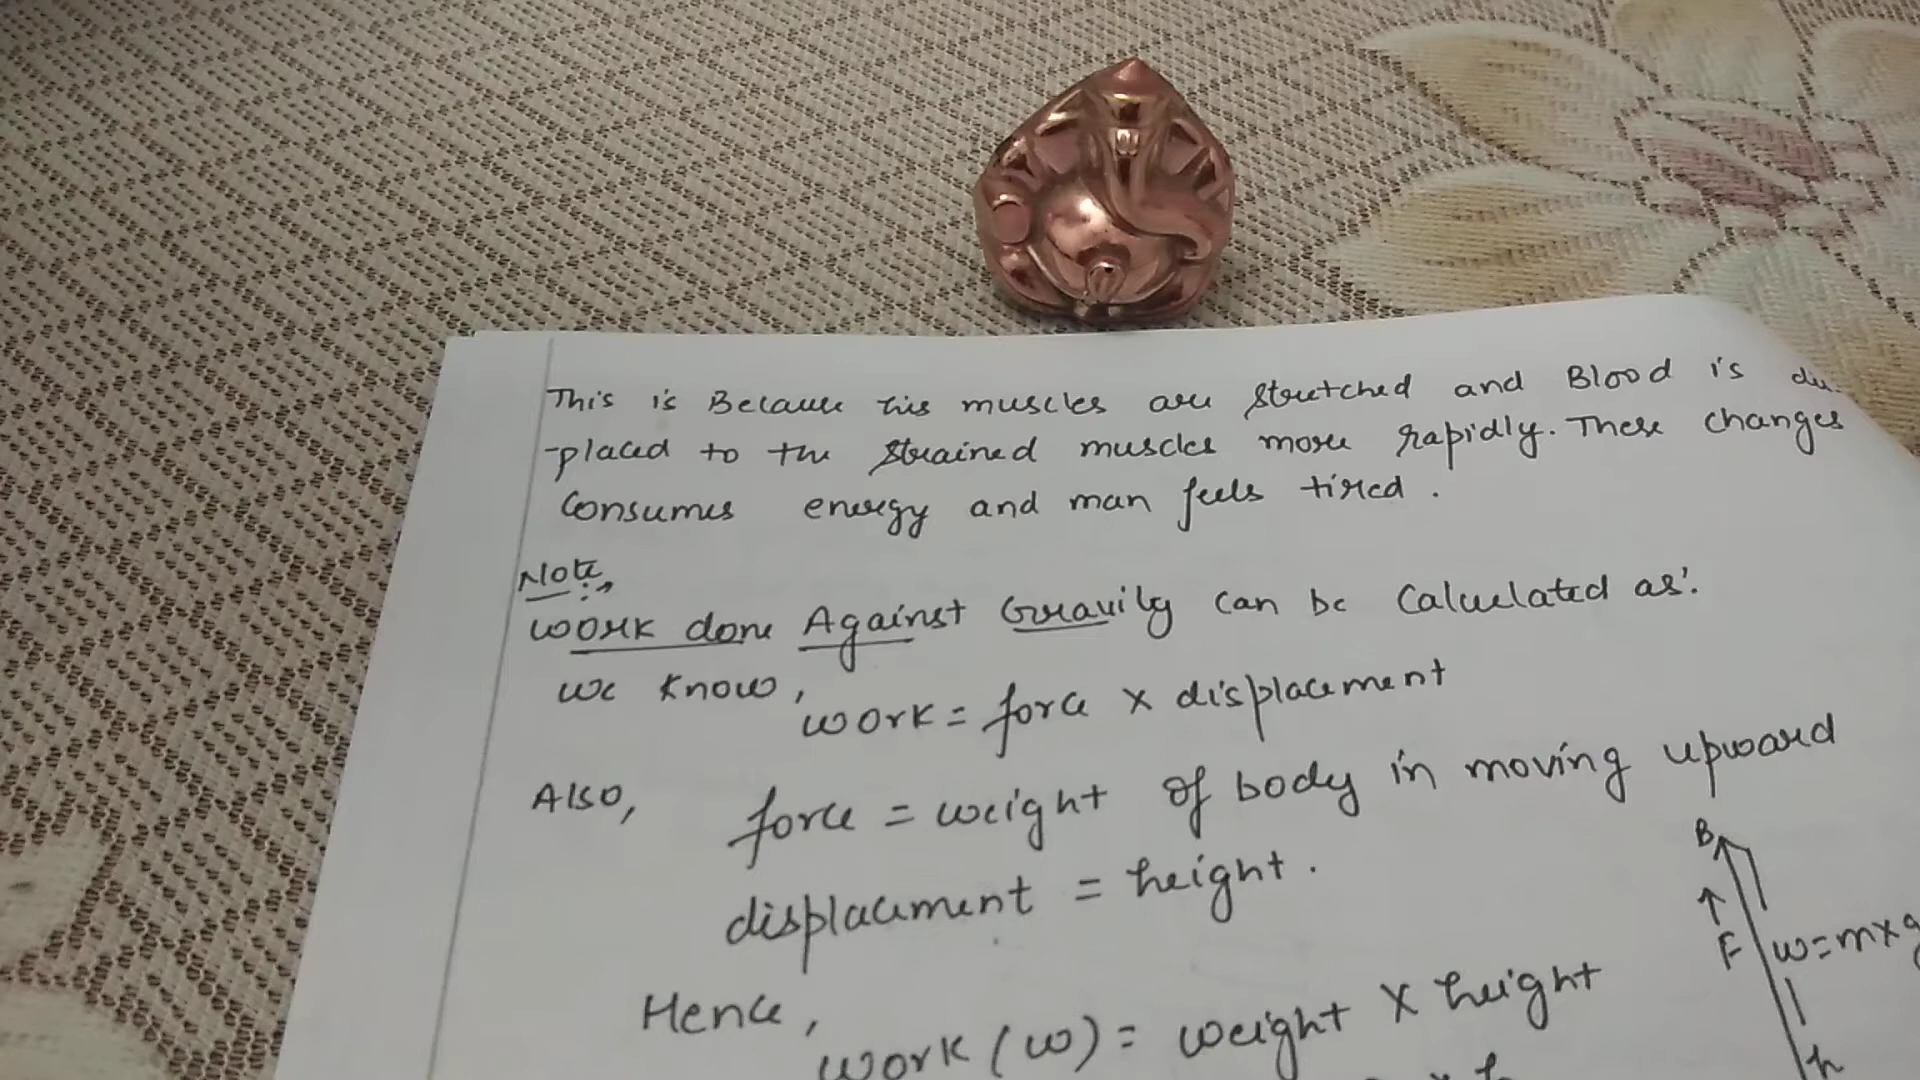 This is Because his muscles are stretched and Blood is
-placed to the strained muscles more rapidly. These changes
Consumes energy and man feels tired.
Note
Work done Against Gravity can be Calculated as:
we know,
work = force x displacement
Also, force = weight of body in moving upward
displacement = height.
B
↑
F w=mxg
Hence,
work (w) = weight x height
h
x h